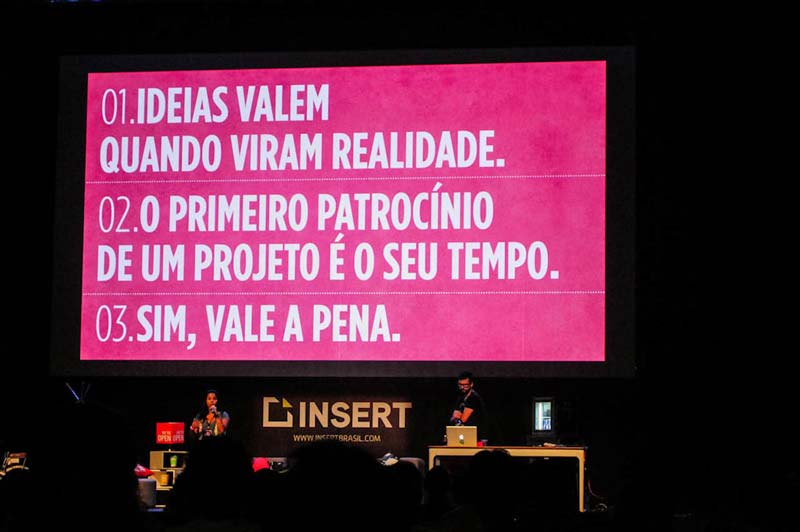 01.IDEIAS VALEM
QUANDO VIRAM REALIDADE.
02.O PRIMEIRO PATROCÍNIO
DE UM PROJETO É O SEU TEMPO.
03.SIM, VALE A PENA.
INSERT
WWW.INSERTBRASIL.COM
OPEN OPEN